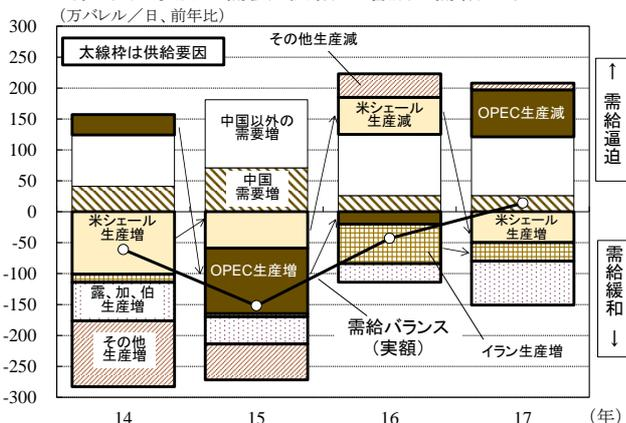 （万バレル／日、前年比）
300
250
200
150
100
50
0
-50
-100
-150
-200
-250
-300
太線枠は供給要因
その他生産減
中国以外の
需要増
中国
需要増
米シェール
生産減
OPEC生産減
米シェール
生産増
OPEC生産増
露、加、伯
生産増
その他
生産増
米シェール
生産増
需給バランス
（実額）
イラン生産増
↑
需給逼迫
需給緩和
↓
14
15
16
17
（年）